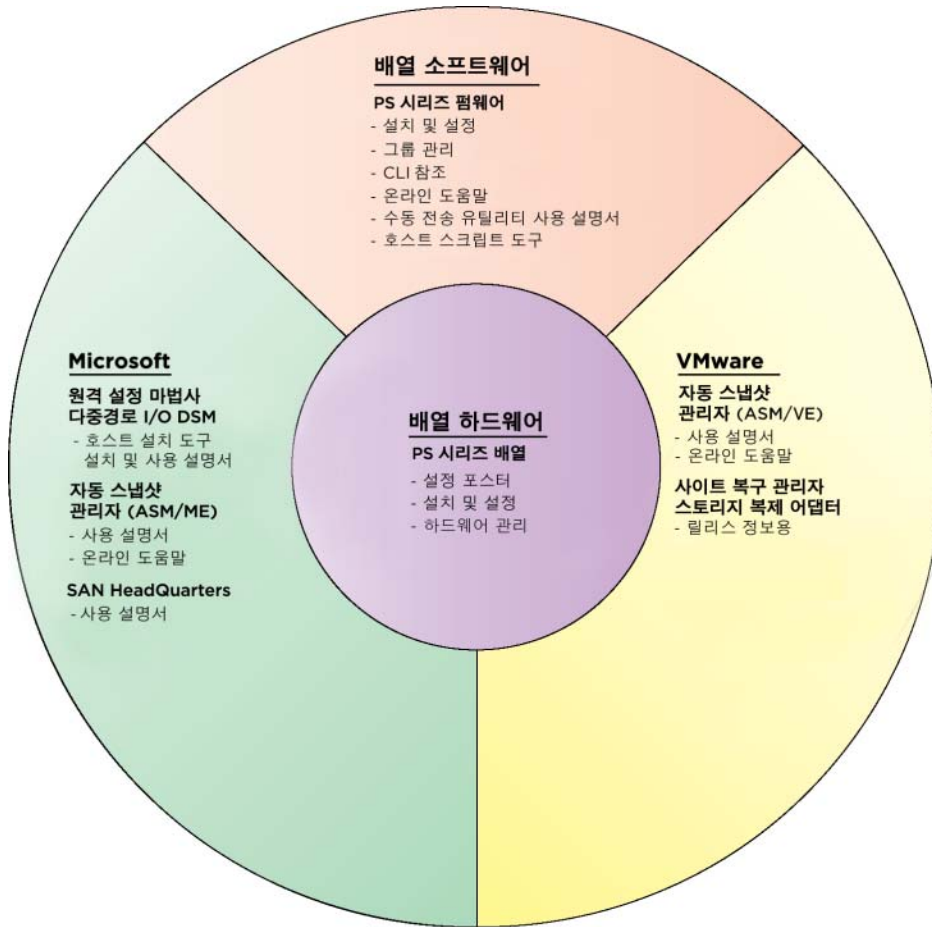 배열 소프트웨어
PS 시리즈 펌웨어
- 설치 및 설정
- 그룹 관리
- CLI 참조
- 온라인 도움말
- 수동 전송 유틸리티 사용 설명서
- 호스트 스크립트 도구
Microsoft
원격 설정 마법사
다중경로 I/O DSM
- 호스트 설치 도구
설치 및 사용 설명서
자동 스냅샷
관리자 (ASM/ME)
- 사용 설명서
- 온라인 도움말
SAN HeadQuarters
- 사용 설명서
배열 하드웨어
PS 시리즈 배열
- 설정 포스터
- 설치 및 설정
- 하드웨어 관리
VMware
자동 스냅샷
관리자 (ASM/VE)
- 사용 설명서
- 온라인 도움말
사이트 복구 관리자
스토리지 복제 어댑터
- 릴리스 정보용